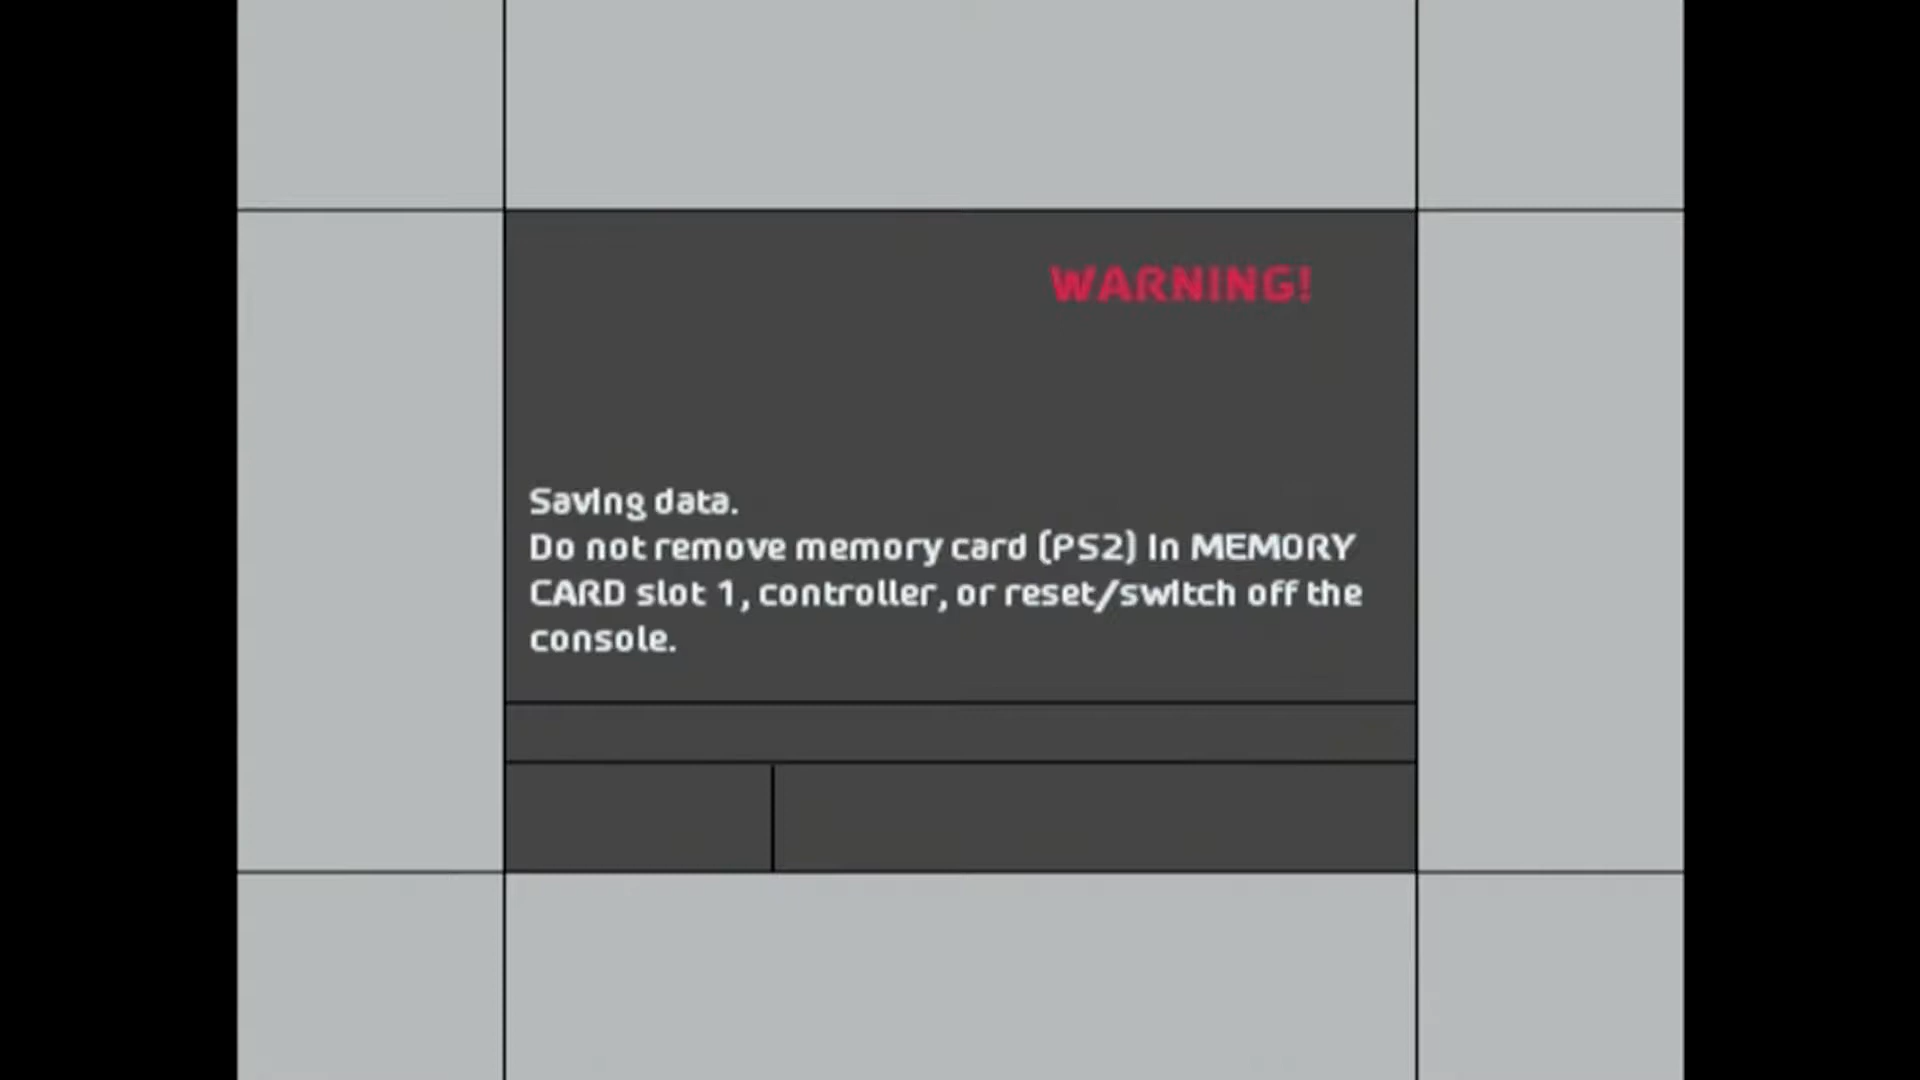 WARNING!
Saving data.
Do not remove memory card (PS2) in MEMORY
CARD slot 1, controller, or reset/switch off the
console.